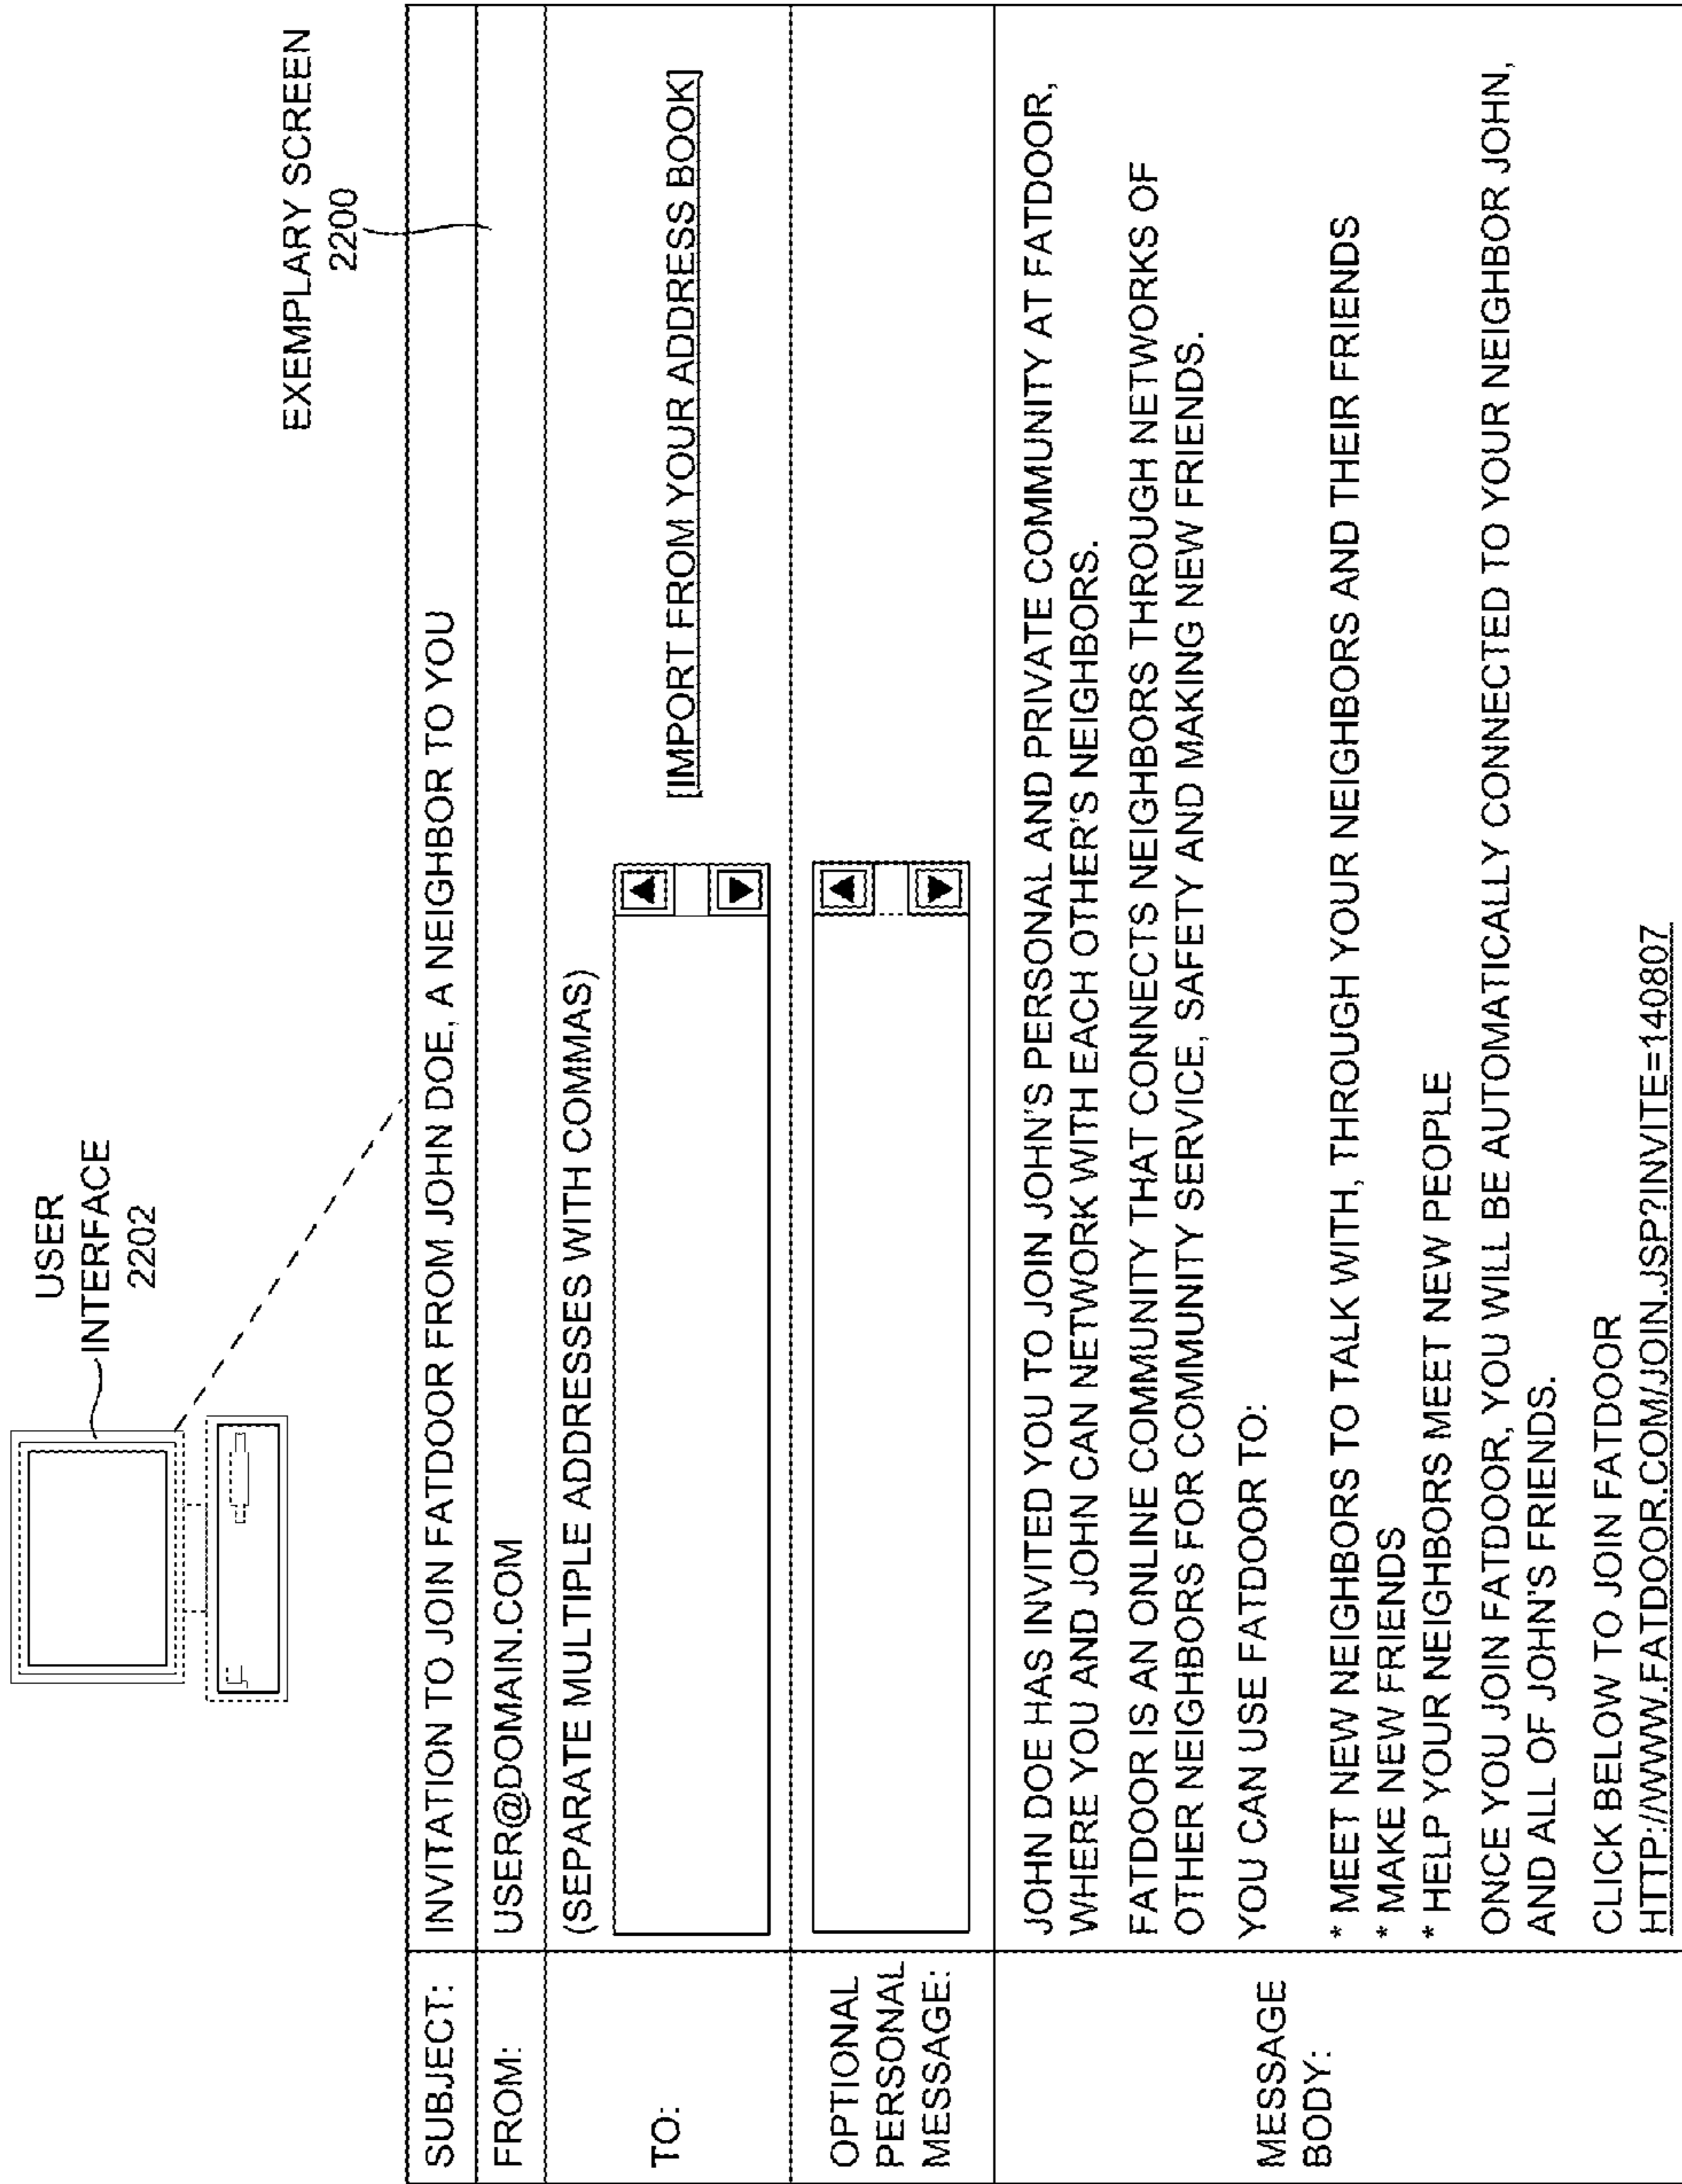 USER
INTERFACE
2202
EXEMPLARY SCREEN
2200
SUBJECT:
INVITATION TO JOIN FATDOOR FROM JOHN DOE, A NEIGHBOR TO YOU
FROM:
USER@DOMAIN.COM
TO:
(SEPARATE MULTIPLE ADDRESSES WITH COMMAS)
[IMPORT FROM YOUR ADDRESS BOOK]
OPTIONAL
PERSONAL
MESSAGE:
MESSAGE
BODY:
JOHN DOE HAS INVITED YOU TO JOIN JOHN'S PERSONAL AND PRIVATE COMMUNITY AT FATDOOR,
WHERE YOU AND JOHN CAN NETWORK WITH EACH OTHER'S NEIGHBORS.
FATDOOR IS AN ONLINE COMMUNITY THAT CONNECTS NEIGHBORS THROUGH NETWORKS OF
OTHER NEIGHBORS FOR COMMUNITY SERVICE, SAFETY AND MAKING NEW FRIENDS.
YOU CAN USE FATDOOR TO:
* MEET NEW NEIGHBORS TO TALK WITH, THROUGH YOUR NEIGHBORS AND THEIR FRIENDS
* MAKE NEW FRIENDS
* HELP YOUR NEIGHBORS MEET NEW PEOPLE
ONCE YOU JOIN FATDOOR, YOU WILL BE AUTOMATICALLY CONNECTED TO YOUR NEIGHBOR JOHN,
AND ALL OF JOHN'S FRIENDS.
CLICK BELOW TO JOIN FATDOOR
HTTP://WWW.FATDOOR.COM/JOIN.JSP?INVITE=140807